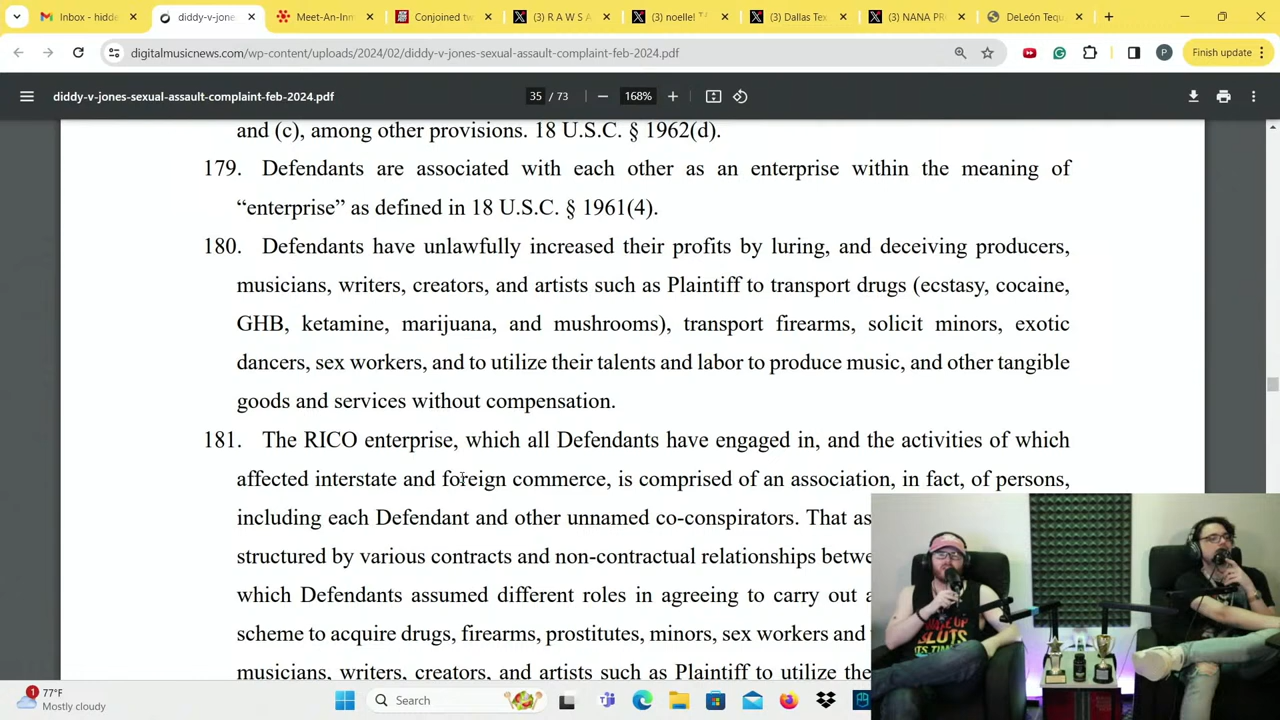 Inbox - hidde
diddy-v-jone
Meet-An-Inm
Conjoined tw
(3) R A W S A
(3) noelle!
(3) Dallas Tex
(3) NANA PR
DeLeón Tequ
digitalmusicnews.com/wp-content/uploads/2024/02/diddy-v-jones-sexual-assault-complaint-feb-2024.pdf
P
Finish update
diddy-v-jones-sexual-assault-complaint-feb-2024.pdf
35 / 73
168%
and (c), among other provisions. 18 U.S.C. § 1962(d).
179. Defendants are associated with each other as an enterprise within the meaning of
“enterprise” as defined in 18 U.S.C. § 1961(4).
180. Defendants have unlawfully increased their profits by luring, and deceiving producers,
musicians, writers, creators, and artists such as Plaintiff to transport drugs (ecstasy, cocaine,
GHB, ketamine, marijuana, and mushrooms), transport firearms, solicit minors, exotic
dancers, sex workers, and to utilize their talents and labor to produce music, and other tangible
goods and services without compensation.
181. The RICO enterprise, which all Defendants have engaged in, and the activities of which
affected interstate and foreign commerce, is comprised of an association, in fact, of persons,
including each Defendant and other unnamed co-conspirators. That as
structured by various contracts and non-contractual relationships betwe
which Defendants assumed different roles in agreeing to carry out a
scheme to acquire drugs, firearms, prostitutes, minors, sex workers and
musicians, writers, creators, and artists such as Plaintiff to utilize the
SLUTS
1
77°F
Mostly cloudy
Search